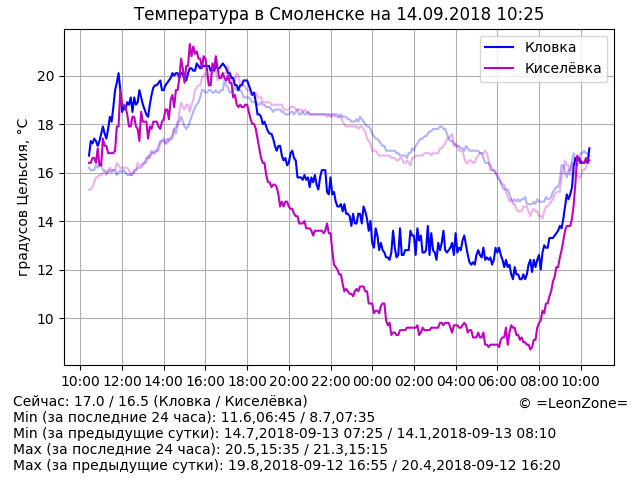 Температура в Смоленске на 14.09.2018 10:25
Кловка
Киселёвка
градусов Цельсия, °C
20
18
16
14
12
10
10:00 12:00 14:00 16:00 18:00 20:00 22:00 00:00 02:00 04:00 06:00 08:00 10:00
Сейчас: 17.0 / 16.5 (Кловка / Киселёвка)
© =LeonZone=
Min (за последние 24 часа): 11.6,06:45 / 8.7,07:35
Min (за предыдущие сутки): 14.7,2018-09-13 07:25 / 14.1,2018-09-13 08:10
Max (за последние 24 часа): 20.5,15:35 / 21.3,15:15
Max (за предыдущие сутки): 19.8,2018-09-12 16:55 / 20.4,2018-09-12 16:20